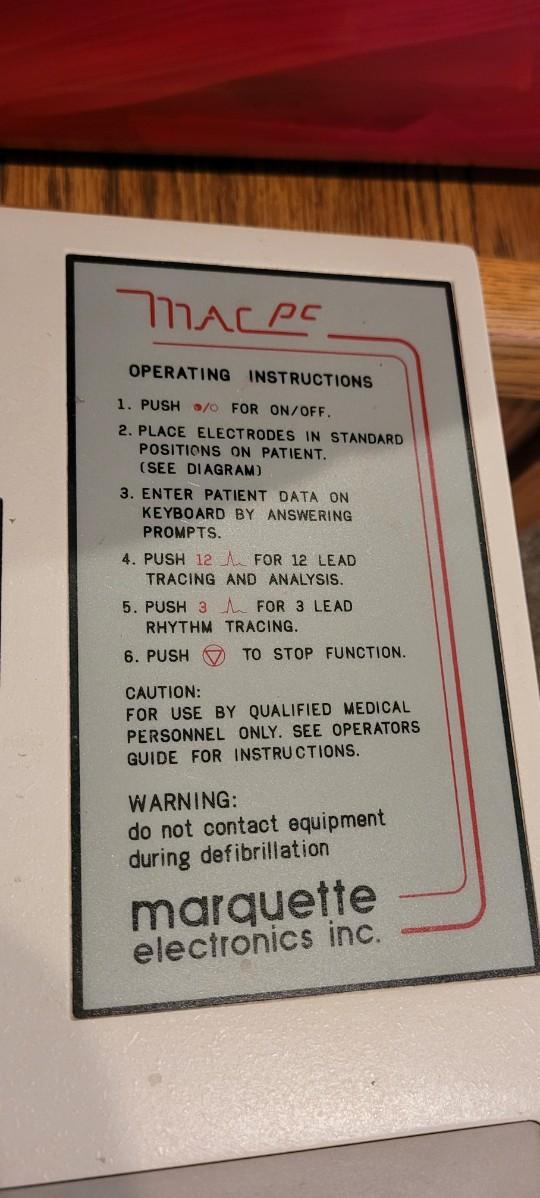 MAC PC
OPERATING INSTRUCTIONS
1. PUSH ●/○ FOR ON/OFF.
2. PLACE ELECTRODES IN STANDARD
POSITIONS ON PATIENT.
(SEE DIAGRAM)
3. ENTER PATIENT DATA ON
KEYBOARD BY ANSWERING
PROMPTS.
4. PUSH 12 FOR 12 LEAD
TRACING AND ANALYSIS.
5. PUSH 3 FOR 3 LEAD
RHYTHM TRACING.
6. PUSH TO STOP FUNCTION.
CAUTION:
FOR USE BY QUALIFIED MEDICAL
PERSONNEL ONLY. SEE OPERATORS
GUIDE FOR INSTRUCTIONS.
WARNING:
do not contact equipment
during defibrillation
marquette
electronics inc.